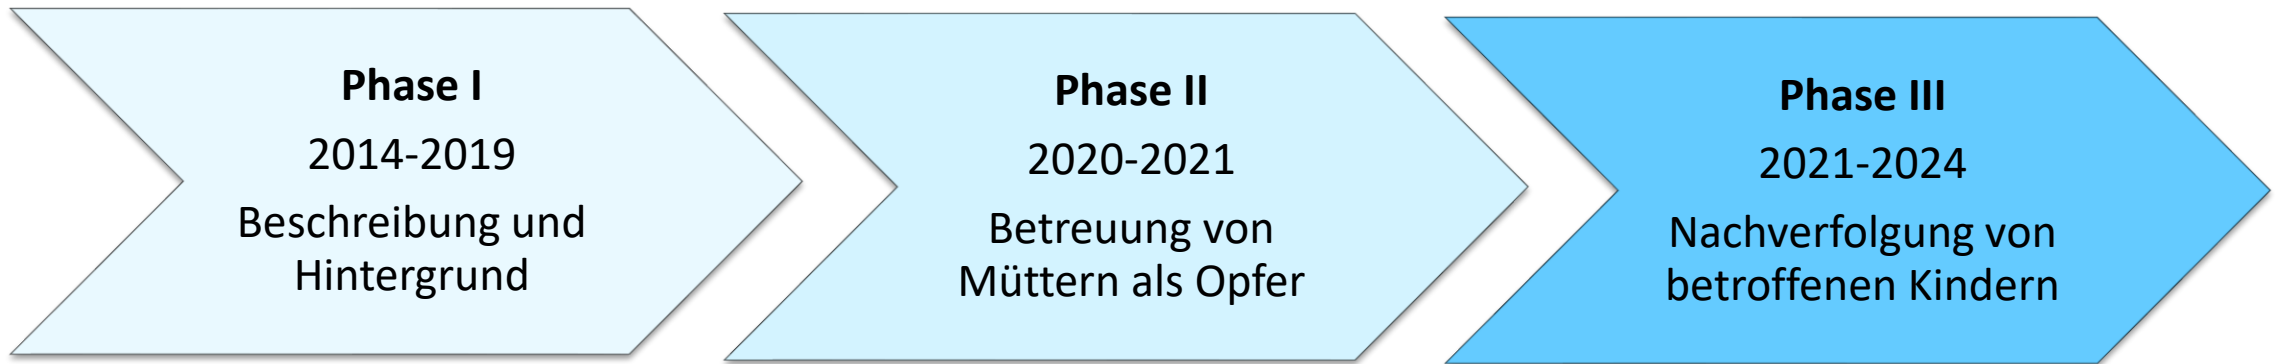 Phase I
2014-2019
Beschreibung und
Hintergrund
Phase II
2020-2021
Betreuung von
Müttern als Opfer
Phase III
2021-2024
Nachverfolgung von
betroffenen Kindern